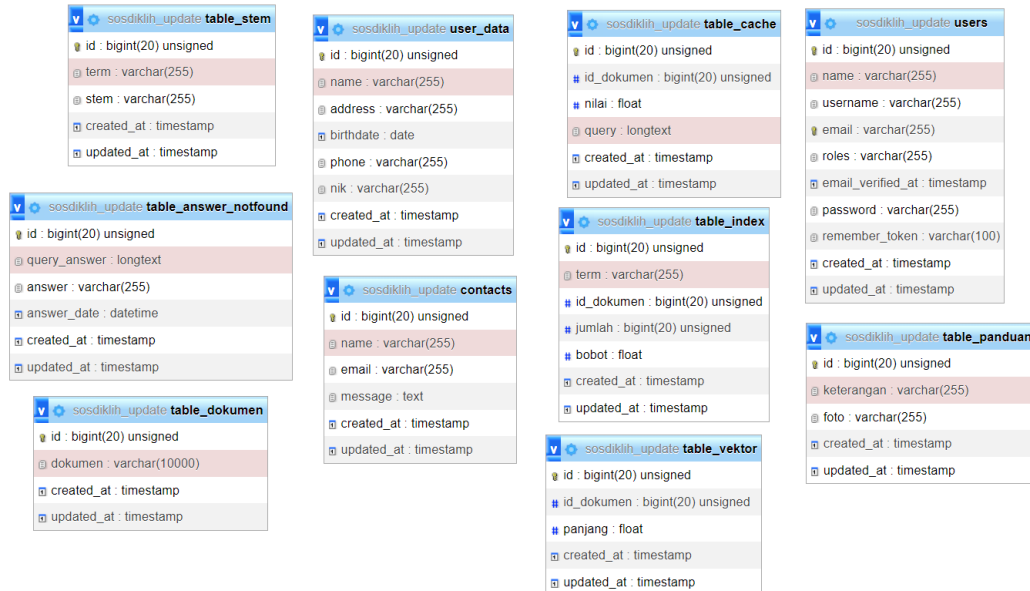 sosdiklih_update table_stem
id : bigint(20) unsigned
term : varchar(255)
stem : varchar(255)
created_at : timestamp
updated_at : timestamp
sosdiklih_update table_answer_notfound
id : bigint(20) unsigned
query_answer : longtext
answer : varchar(255)
answer_date : datetime
created_at : timestamp
updated_at : timestamp
sosdiklih_update table_dokumen
id : bigint(20) unsigned
dokumen : varchar(10000)
created_at : timestamp
updated_at : timestamp
sosdiklih_update user_data
id : bigint(20) unsigned
name : varchar(255)
address : varchar(255)
birthdate : date
phone : varchar(255)
nik : varchar(255)
created_at : timestamp
updated_at : timestamp
sosdiklih_update contacts
id : bigint(20) unsigned
name : varchar(255)
email : varchar(255)
message : text
created_at : timestamp
updated_at : timestamp
sosdiklih_update table_cache
id : bigint(20) unsigned
id_dokumen : bigint(20) unsigned
nilai : float
query : longtext
created_at : timestamp
updated_at : timestamp
sosdiklih_update table_index
id : bigint(20) unsigned
term : varchar(255)
id_dokumen : bigint(20) unsigned
jumlah : bigint(20) unsigned
bobot : float
created_at : timestamp
updated_at : timestamp
sosdiklih_update table_vektor
id : bigint(20) unsigned
id_dokumen : bigint(20) unsigned
panjang : float
created_at : timestamp
updated_at : timestamp
sosdiklih_update users
id : bigint(20) unsigned
name : varchar(255)
username : varchar(255)
email : varchar(255)
roles : varchar(255)
email_verified_at : timestamp
password : varchar(255)
remember_token : varchar(100)
created_at : timestamp
updated_at : timestamp
sosdiklih_update table_panduan
id : bigint(20) unsigned
keterangan : varchar(255)
foto : varchar(255)
created_at : timestamp
updated_at : timestamp